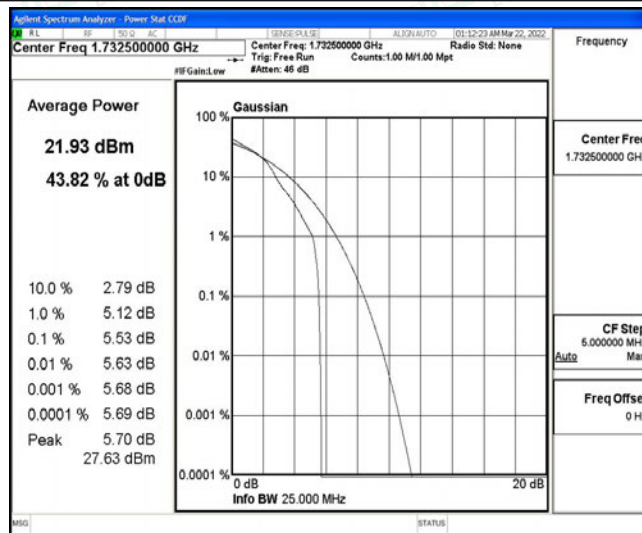 Agilent Spectrum Analyzer - Power Stat CCDF
RL RF 50 Ω AC SENSE:PULSE ALIGN AUTO 01:12:23 AM Mar 22, 2022
Center Freq 1.732500000 GHz
Center Freq: 1.732500000 GHz Radio Std: None
Trig: Free Run Counts:1.00 M/1.00 Mpt
#IFGain:Low #Atten: 46 dB
Frequency
Average Power
21.93 dBm
43.82 % at 0dB
10.0 % 2.79 dB
1.0 % 5.12 dB
0.1 % 5.53 dB
0.01 % 5.63 dB
0.001 % 5.68 dB
0.0001 % 5.69 dB
Peak 5.70 dB
27.63 dBm
Gaussian
100 %
10 %
1 %
0.1 %
0.01 %
0.001 %
0.0001 %
0 dB 20 dB
Info BW 25.000 MHz
Center Fre
1.732500000 GH
CF Step
5.000000 MH
Auto Ma
Freq Offse
0 H
MSG STATUS